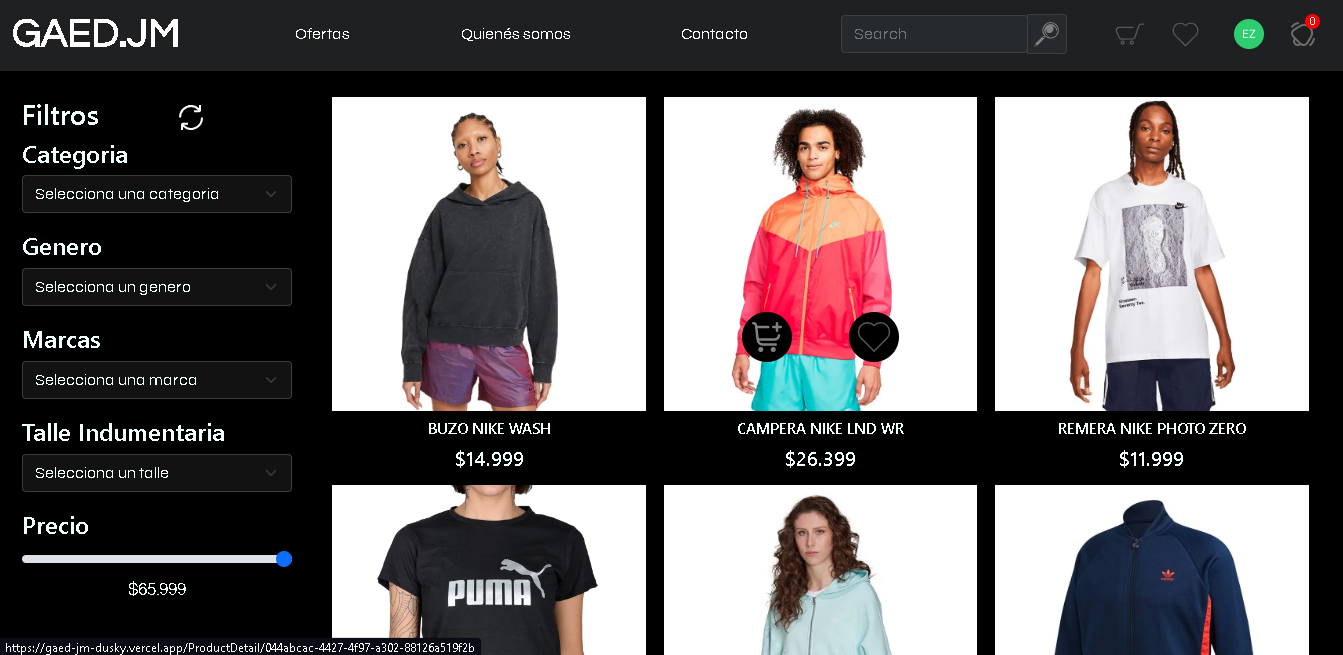 GAED.JM
Ofertas
Quienés somos
Contacto
Search
EZ
0
Filtros
Categoria
Selecciona una categoria
Genero
Selecciona un genero
Marcas
Selecciona una marca
Talle Indumentaria
Selecciona un talle
Precio
$65.999
BUZO NIKE WASH
$14.999
CAMPERA NIKE LND WR
$26.399
REMERA NIKE PHOTO ZERO
$11.999
PUMA
https://gaed-jm-dusky.vercel.app/ProductDetail/044abcac-4427-4f97-a302-88126a519f2b